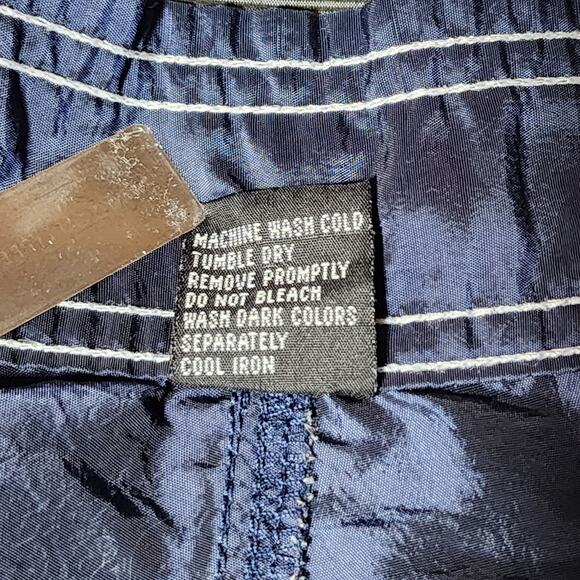 MACHINE WASH COLD
TUMBLE DRY
REMOVE PROMPTLY
DO NOT BLEACH
WASH DARK COLORS
SEPARATELY
COOL IRON